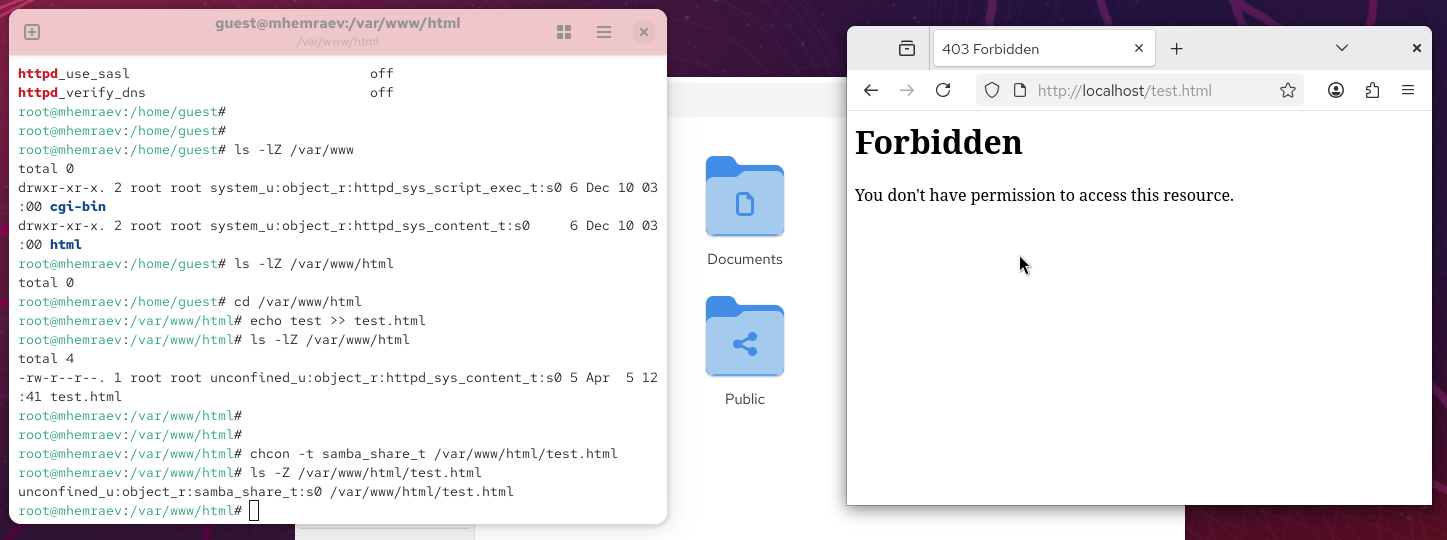 guest@mhemraev:/var/www/html
/var/www/html
httpd_use_sasl                              off
httpd_verify_dns                            off
root@mhemraev:/home/guest#
root@mhemraev:/home/guest#
root@mhemraev:/home/guest# ls -lZ /var/www
total 0
drwxr-xr-x. 2 root root system_u:object_r:httpd_sys_script_exec_t:s0 6 Dec 10 03
:00 cgi-bin
drwxr-xr-x. 2 root root system_u:object_r:httpd_sys_content_t:s0     6 Dec 10 03
:00 html
root@mhemraev:/home/guest# ls -lZ /var/www/html
total 0
root@mhemraev:/home/guest# cd /var/www/html
root@mhemraev:/var/www/html# echo test >> test.html
root@mhemraev:/var/www/html# ls -lZ /var/www/html
total 4
-rw-r--r--. 1 root root unconfined_u:object_r:httpd_sys_content_t:s0 5 Apr  5 12
:41 test.html
root@mhemraev:/var/www/html#
root@mhemraev:/var/www/html#
root@mhemraev:/var/www/html# chcon -t samba_share_t /var/www/html/test.html
root@mhemraev:/var/www/html# ls -Z /var/www/html/test.html
unconfined_u:object_r:samba_share_t:s0 /var/www/html/test.html
root@mhemraev:/var/www/html#
Documents
Public
403 Forbidden
http://localhost/test.html
Forbidden
You don't have permission to access this resource.